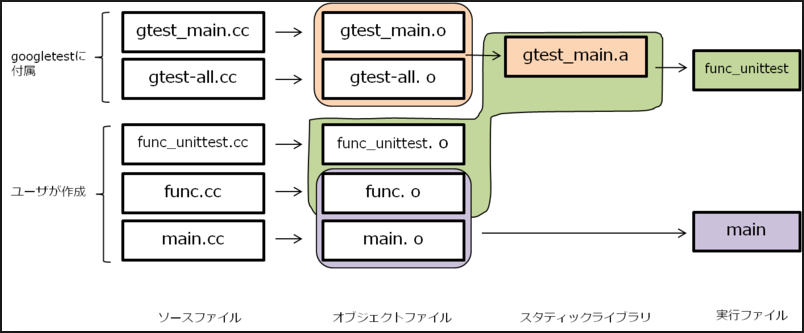 googletestに
付属
gtest_main.cc
gtest_main.o
gtest-all.cc
gtest-all. o
gtest_main.a
func_unittest
func_unittest.cc
func_unittest. o
ユーザが作成
func.cc
func. o
main.cc
main. o
main
ソースファイル
オブジェクトファイル
スタティックライブラリ
実行ファイル